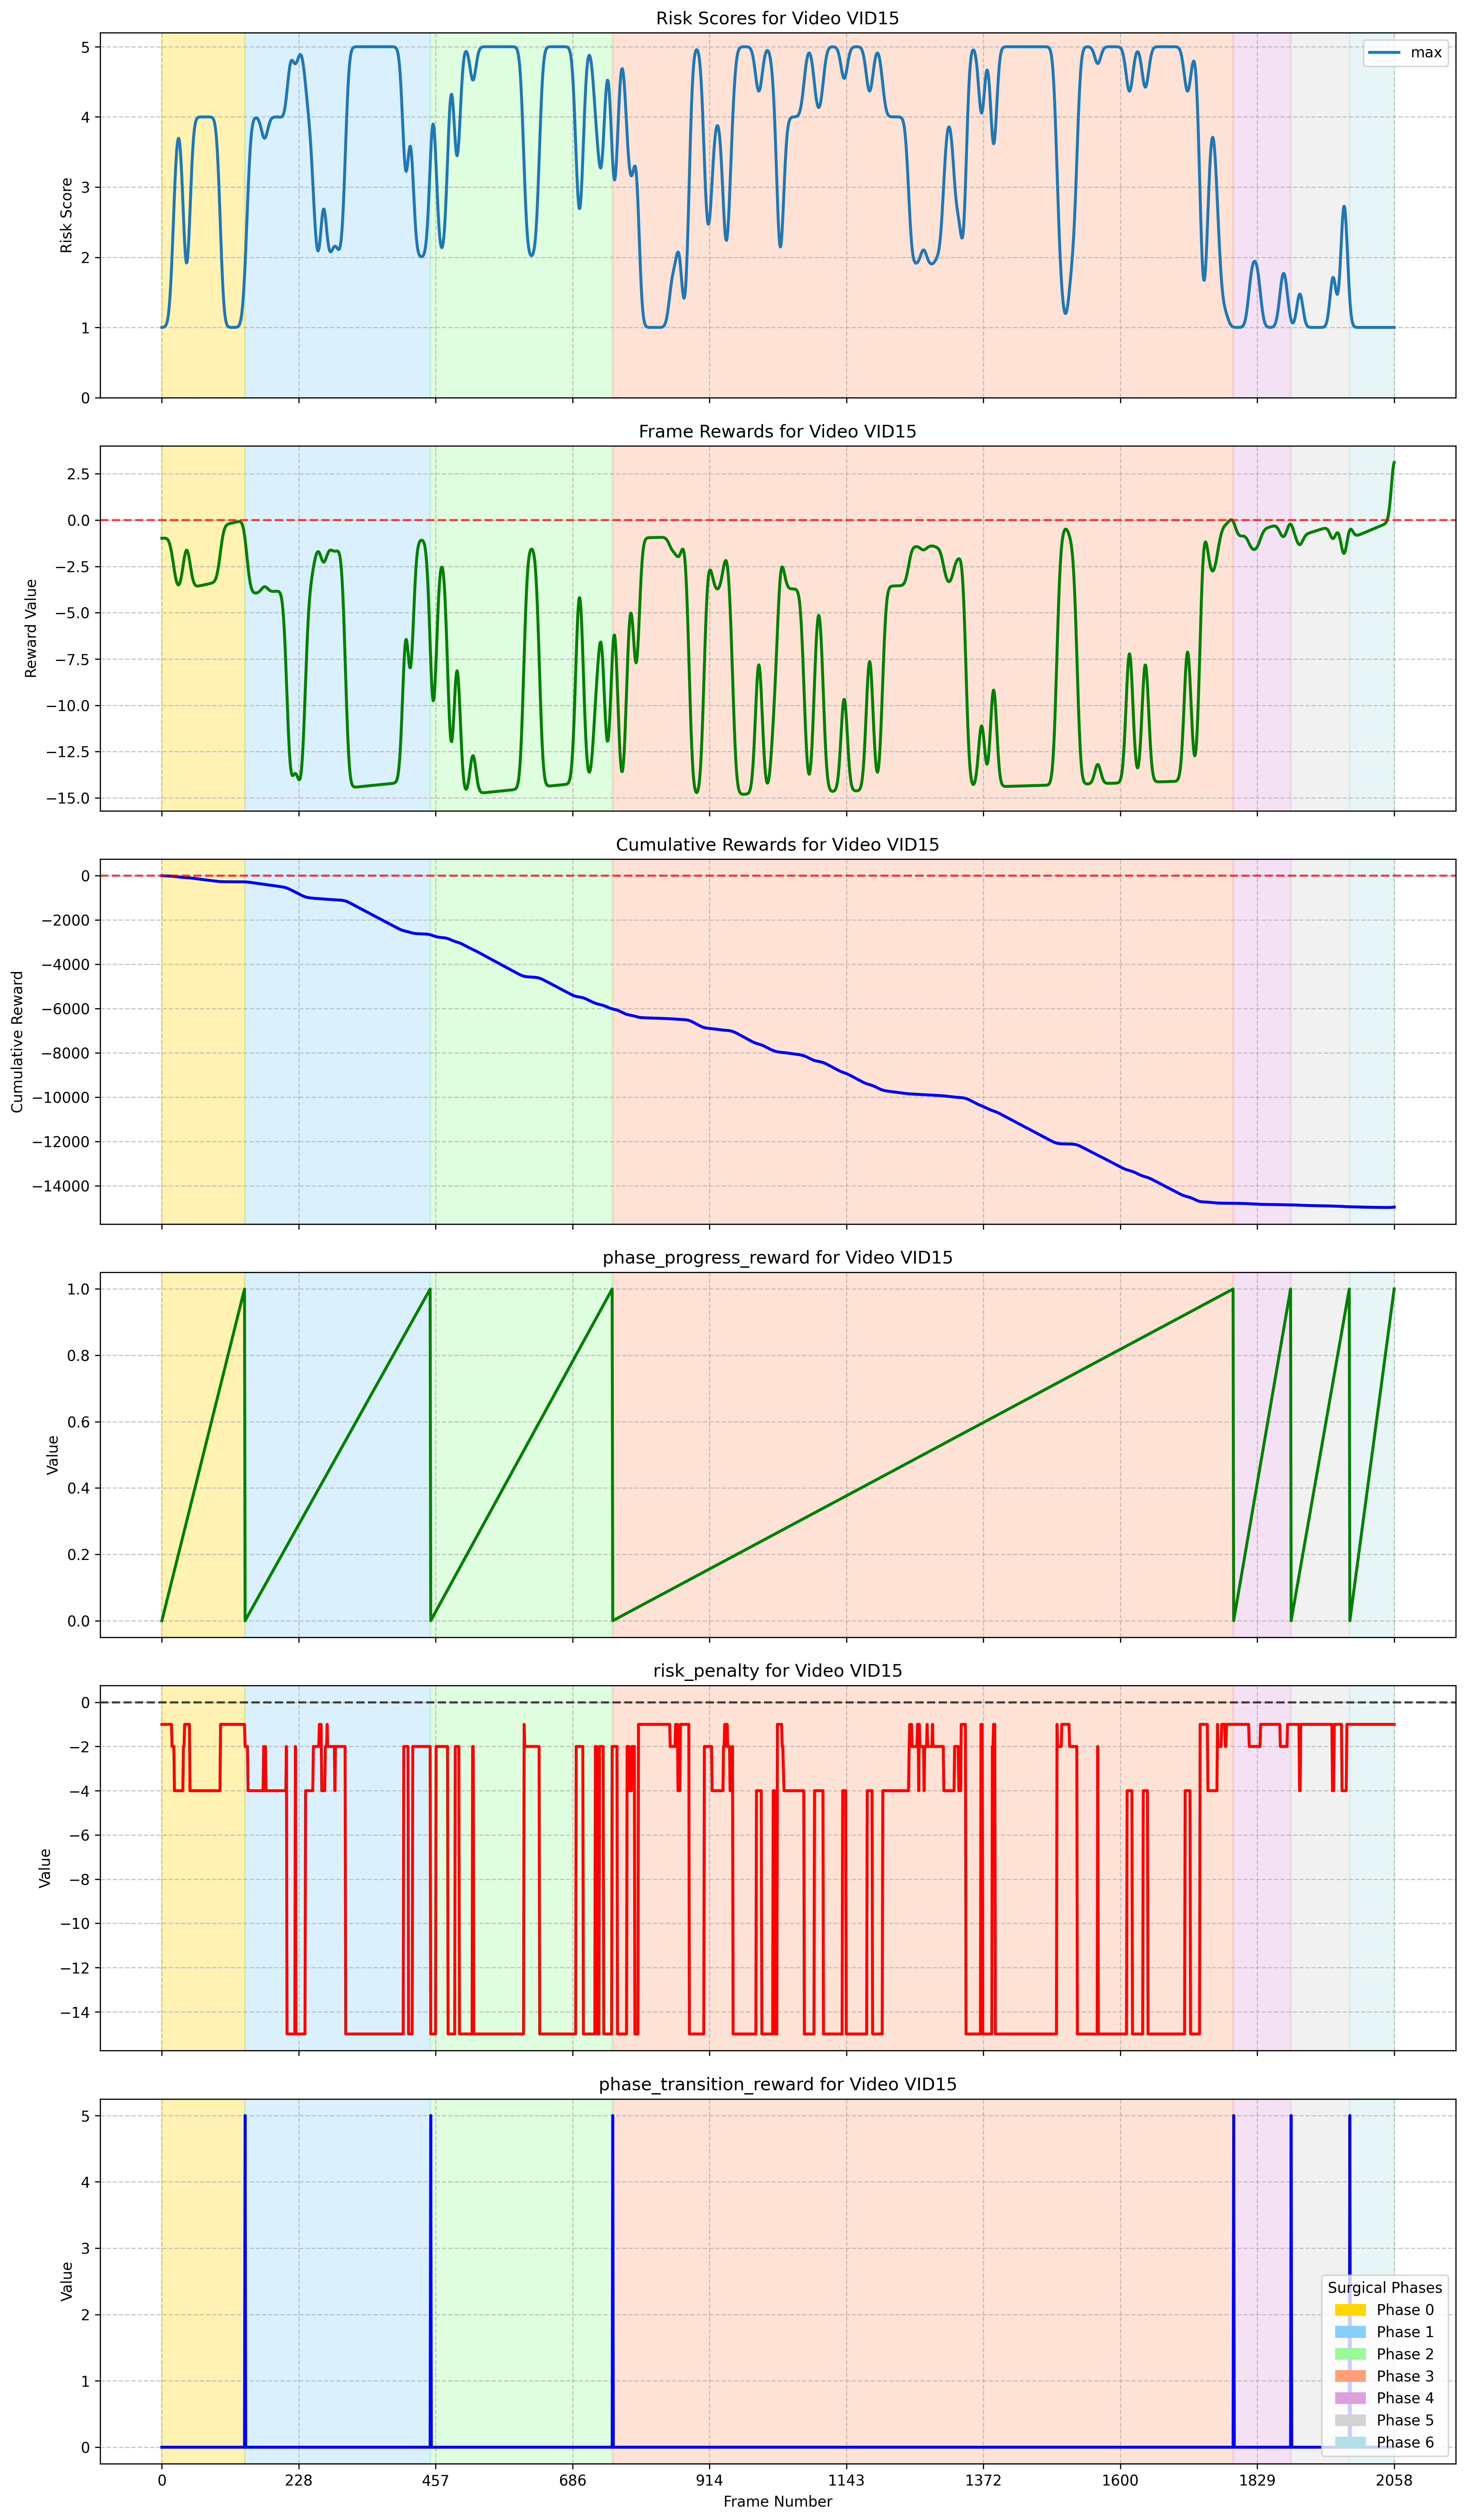 Risk Scores for Video VID15
5
4
3
2
1
0
Risk Score
max
Frame Rewards for Video VID15
2.5
0.0
−2.5
−5.0
−7.5
−10.0
−12.5
−15.0
Reward Value
Cumulative Rewards for Video VID15
0
−2000
−4000
−6000
−8000
−10000
−12000
−14000
Cumulative Reward
phase_progress_reward for Video VID15
1.0
0.8
0.6
0.4
0.2
0.0
Value
risk_penalty for Video VID15
0
−2
−4
−6
−8
−10
−12
−14
Value
phase_transition_reward for Video VID15
5
4
3
2
1
0
Value
Surgical Phases
Phase 0
Phase 1
Phase 2
Phase 3
Phase 4
Phase 5
Phase 6
0 228 457 686 914 1143 1372 1600 1829 2058
Frame Number